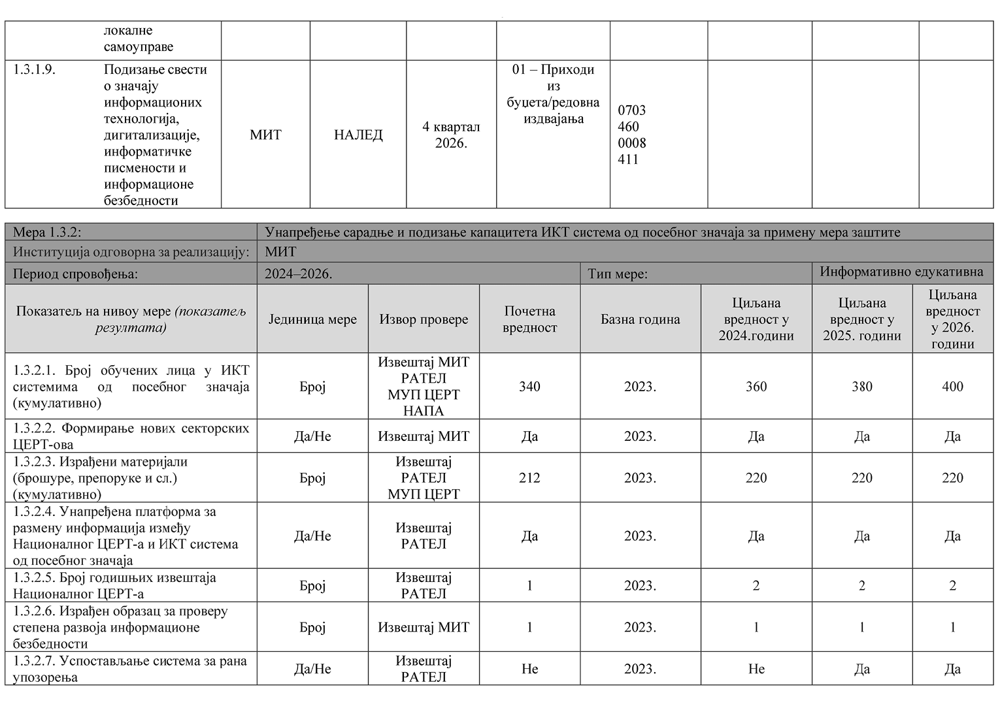 локалне
самоуправе
1.3.1.9.
Подизање свести
о значају
информационих
технологија,
дигитализације,
информатичке
писмености и
информационе
безбедности
МИТ
НАЛЕД
4 квартал
2026.
01 – Приходи
из
буџета/редовна
издвајања
0703
460
0008
411
Мера 1.3.2:
Унапређење сарадње и подизање капацитета ИКТ система од посебног значаја за примену мера заштите
Институција одговорна за реализацију:
МИТ
Период спровођења:
2024–2026.
Тип мере:
Информативно едукативна
Показатељ на нивоу мере (показатељ
резултата)
Јединица мере
Извор провере
Почетна
вредност
Базна година
Циљана
вредност у
2024.години
Циљана
вредност у
2025. години
Циљана
вредност
у 2026.
години
1.3.2.1. Број обучених лица у ИКТ
системима од посебног значаја
(кумулативно)
Број
Извештај МИТ
РАТЕЛ
МУП ЦЕРТ
НАПА
340
2023.
360
380
400
1.3.2.2. Формирање нових секторских
ЦЕРТ-ова
Да/Не
Извештај МИТ
Да
2023.
Да
Да
Да
1.3.2.3. Израђени материјали
(брошуре, препоруке и сл.)
(кумулативно)
Број
Извештај
РАТЕЛ
МУП ЦЕРТ
212
2023.
220
220
220
1.3.2.4. Унапређена платформа за
размену информација између
Националног ЦЕРТ-а и ИКТ система
од посебног значаја
Да/Не
Извештај
РАТЕЛ
Да
2023.
Да
Да
Да
1.3.2.5. Број годишњих извештаја
Националног ЦЕРТ-а
Број
Извештај
РАТЕЛ
1
2023.
2
2
2
1.3.2.6. Израђен образац за проверу
степена развоја информационе
безбедности
Број
Извештај МИТ
1
2023.
1
1
1
1.3.2.7. Успостављање система за рана
упозорења
Да/Не
Извештај
РАТЕЛ
Не
2023.
Не
Да
Да